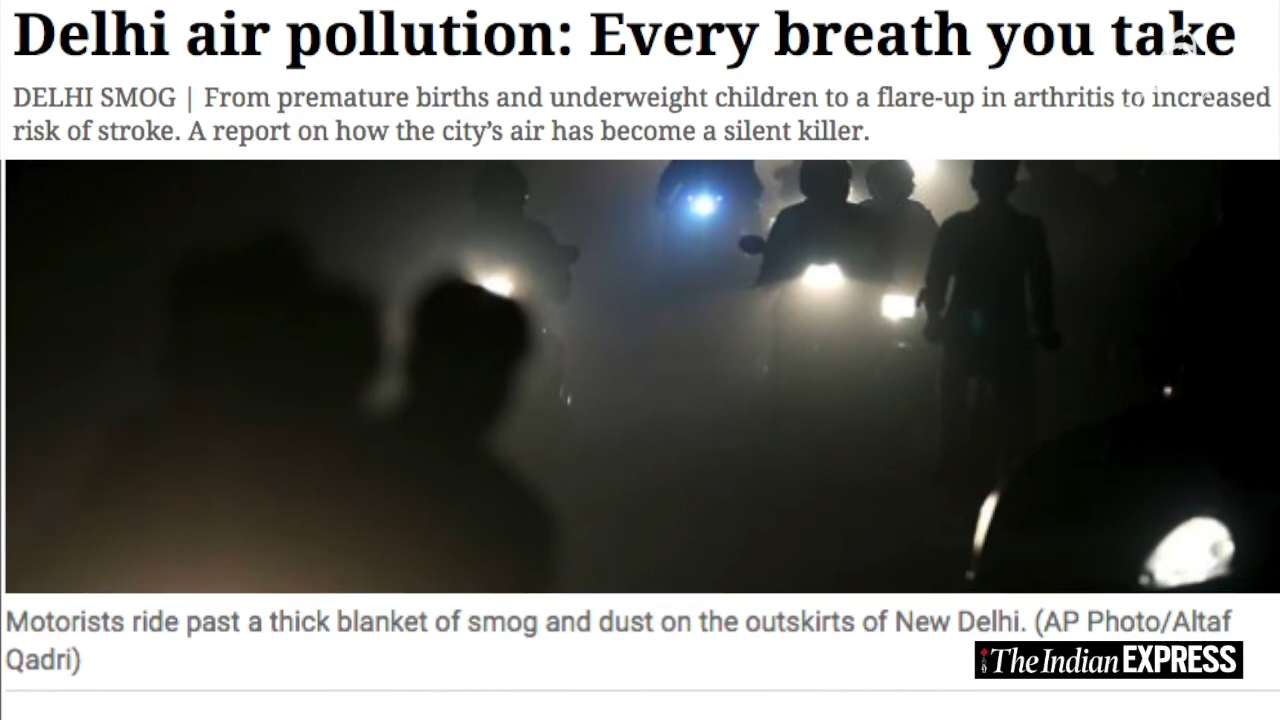 Delhi air pollution: Every breath you take
DELHI SMOG | From premature births and underweight children to a flare-up in arthritis to increased
risk of stroke. A report on how the city’s air has become a silent killer.
Motorists ride past a thick blanket of smog and dust on the outskirts of New Delhi. (AP Photo/Altaf
Qadri)
The Indian EXPRESS